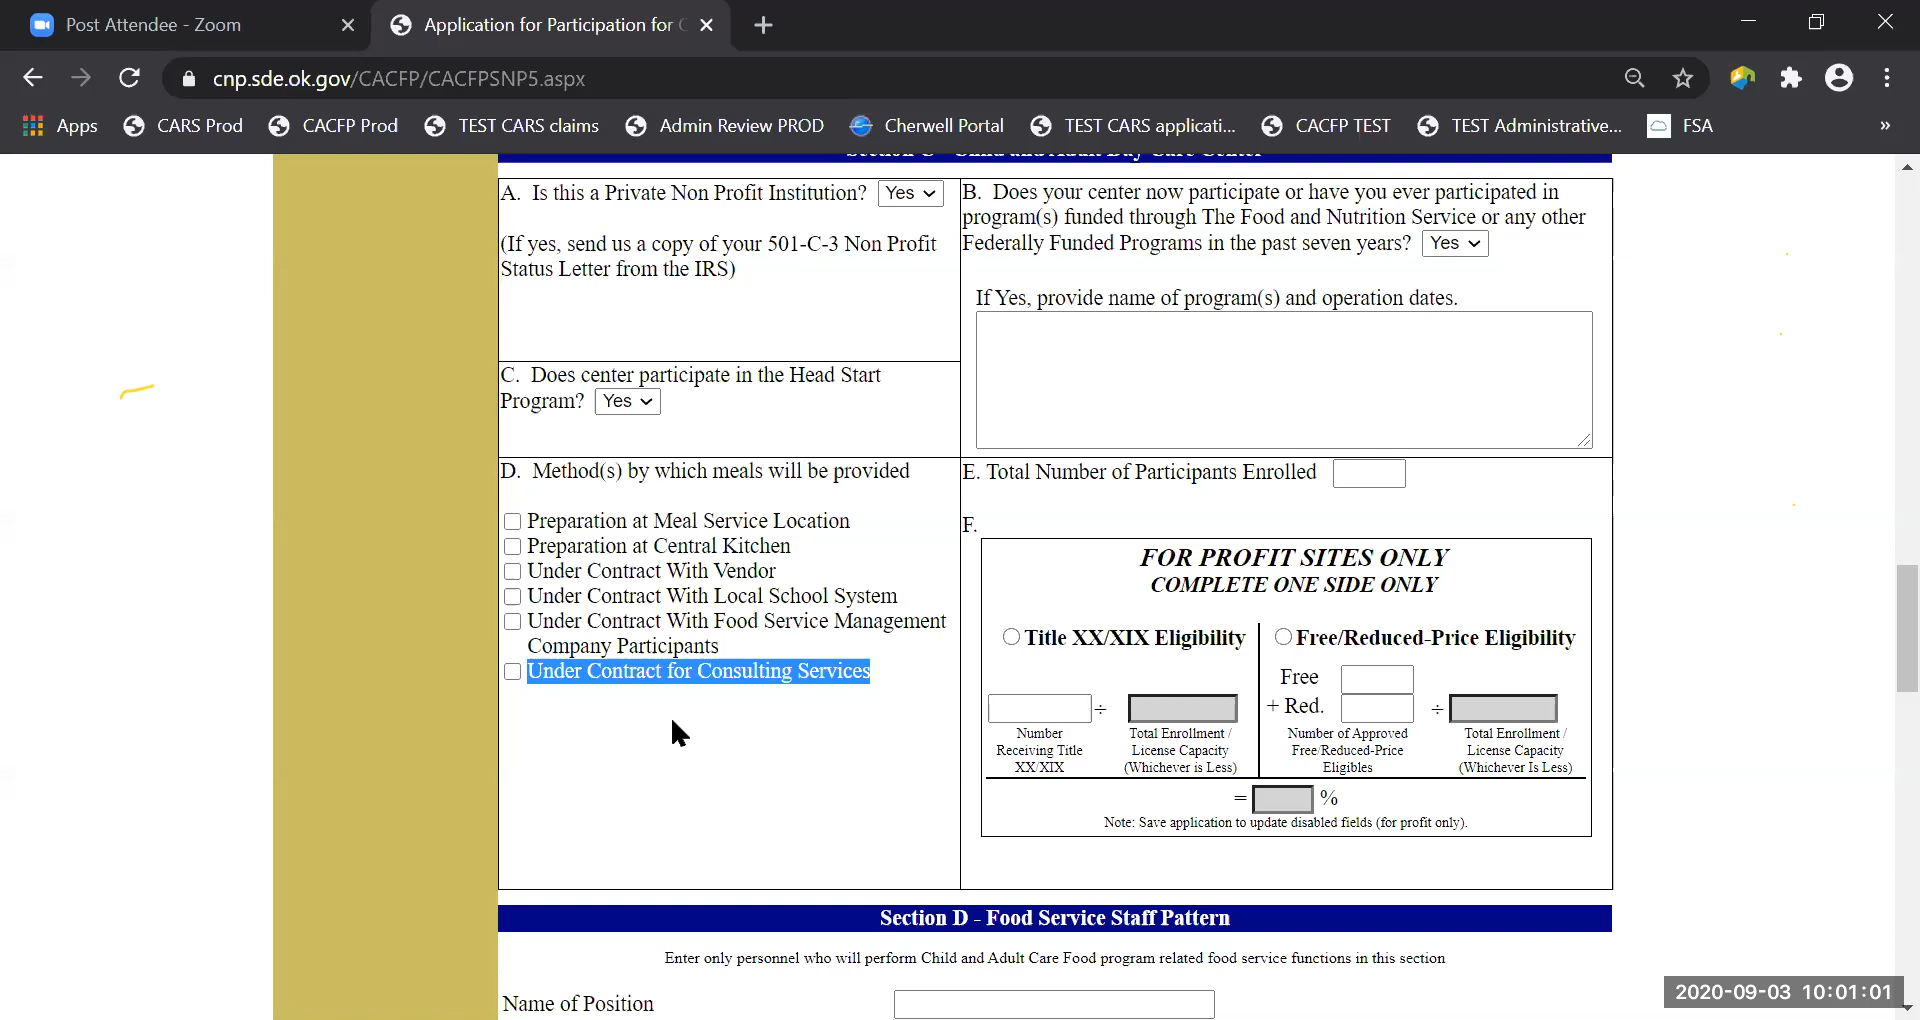 Post Attendee - Zoom
Application for Participation for C
cnp.sde.ok.gov/CACFP/CACFPSNP5.aspx
Apps
CARS Prod
CACFP Prod
TEST CARS claims
Admin Review PROD
Cherwell Portal
TEST CARS applicati...
CACFP TEST
TEST Administrative...
FSA
»
A. Is this a Private Non Profit Institution? Yes
(If yes, send us a copy of your 501-C-3 Non Profit
Status Letter from the IRS)
B. Does your center now participate or have you ever participated in
program(s) funded through The Food and Nutrition Service or any other
Federally Funded Programs in the past seven years? Yes
If Yes, provide name of program(s) and operation dates.
C. Does center participate in the Head Start
Program? Yes
D. Method(s) by which meals will be provided
Preparation at Meal Service Location
Preparation at Central Kitchen
Under Contract With Vendor
Under Contract With Local School System
Under Contract With Food Service Management
Company Participants
Under Contract for Consulting Services
E. Total Number of Participants Enrolled
F.
FOR PROFIT SITES ONLY
COMPLETE ONE SIDE ONLY
Title XX/XIX Eligibility
÷
Number
Receiving Title
XX/XIX
Total Enrollment /
License Capacity
(Whichever is Less)
Free/Reduced-Price Eligibility
Free
+ Red.
÷
Number of Approved
Free/Reduced-Price
Eligibles
Total Enrollment /
License Capacity
(Whichever Is Less)
= %
Note: Save application to update disabled fields (for profit only).
Section D - Food Service Staff Pattern
Enter only personnel who will perform Child and Adult Care Food program related food service functions in this section
Name of Position
2020-09-03 10:01:01